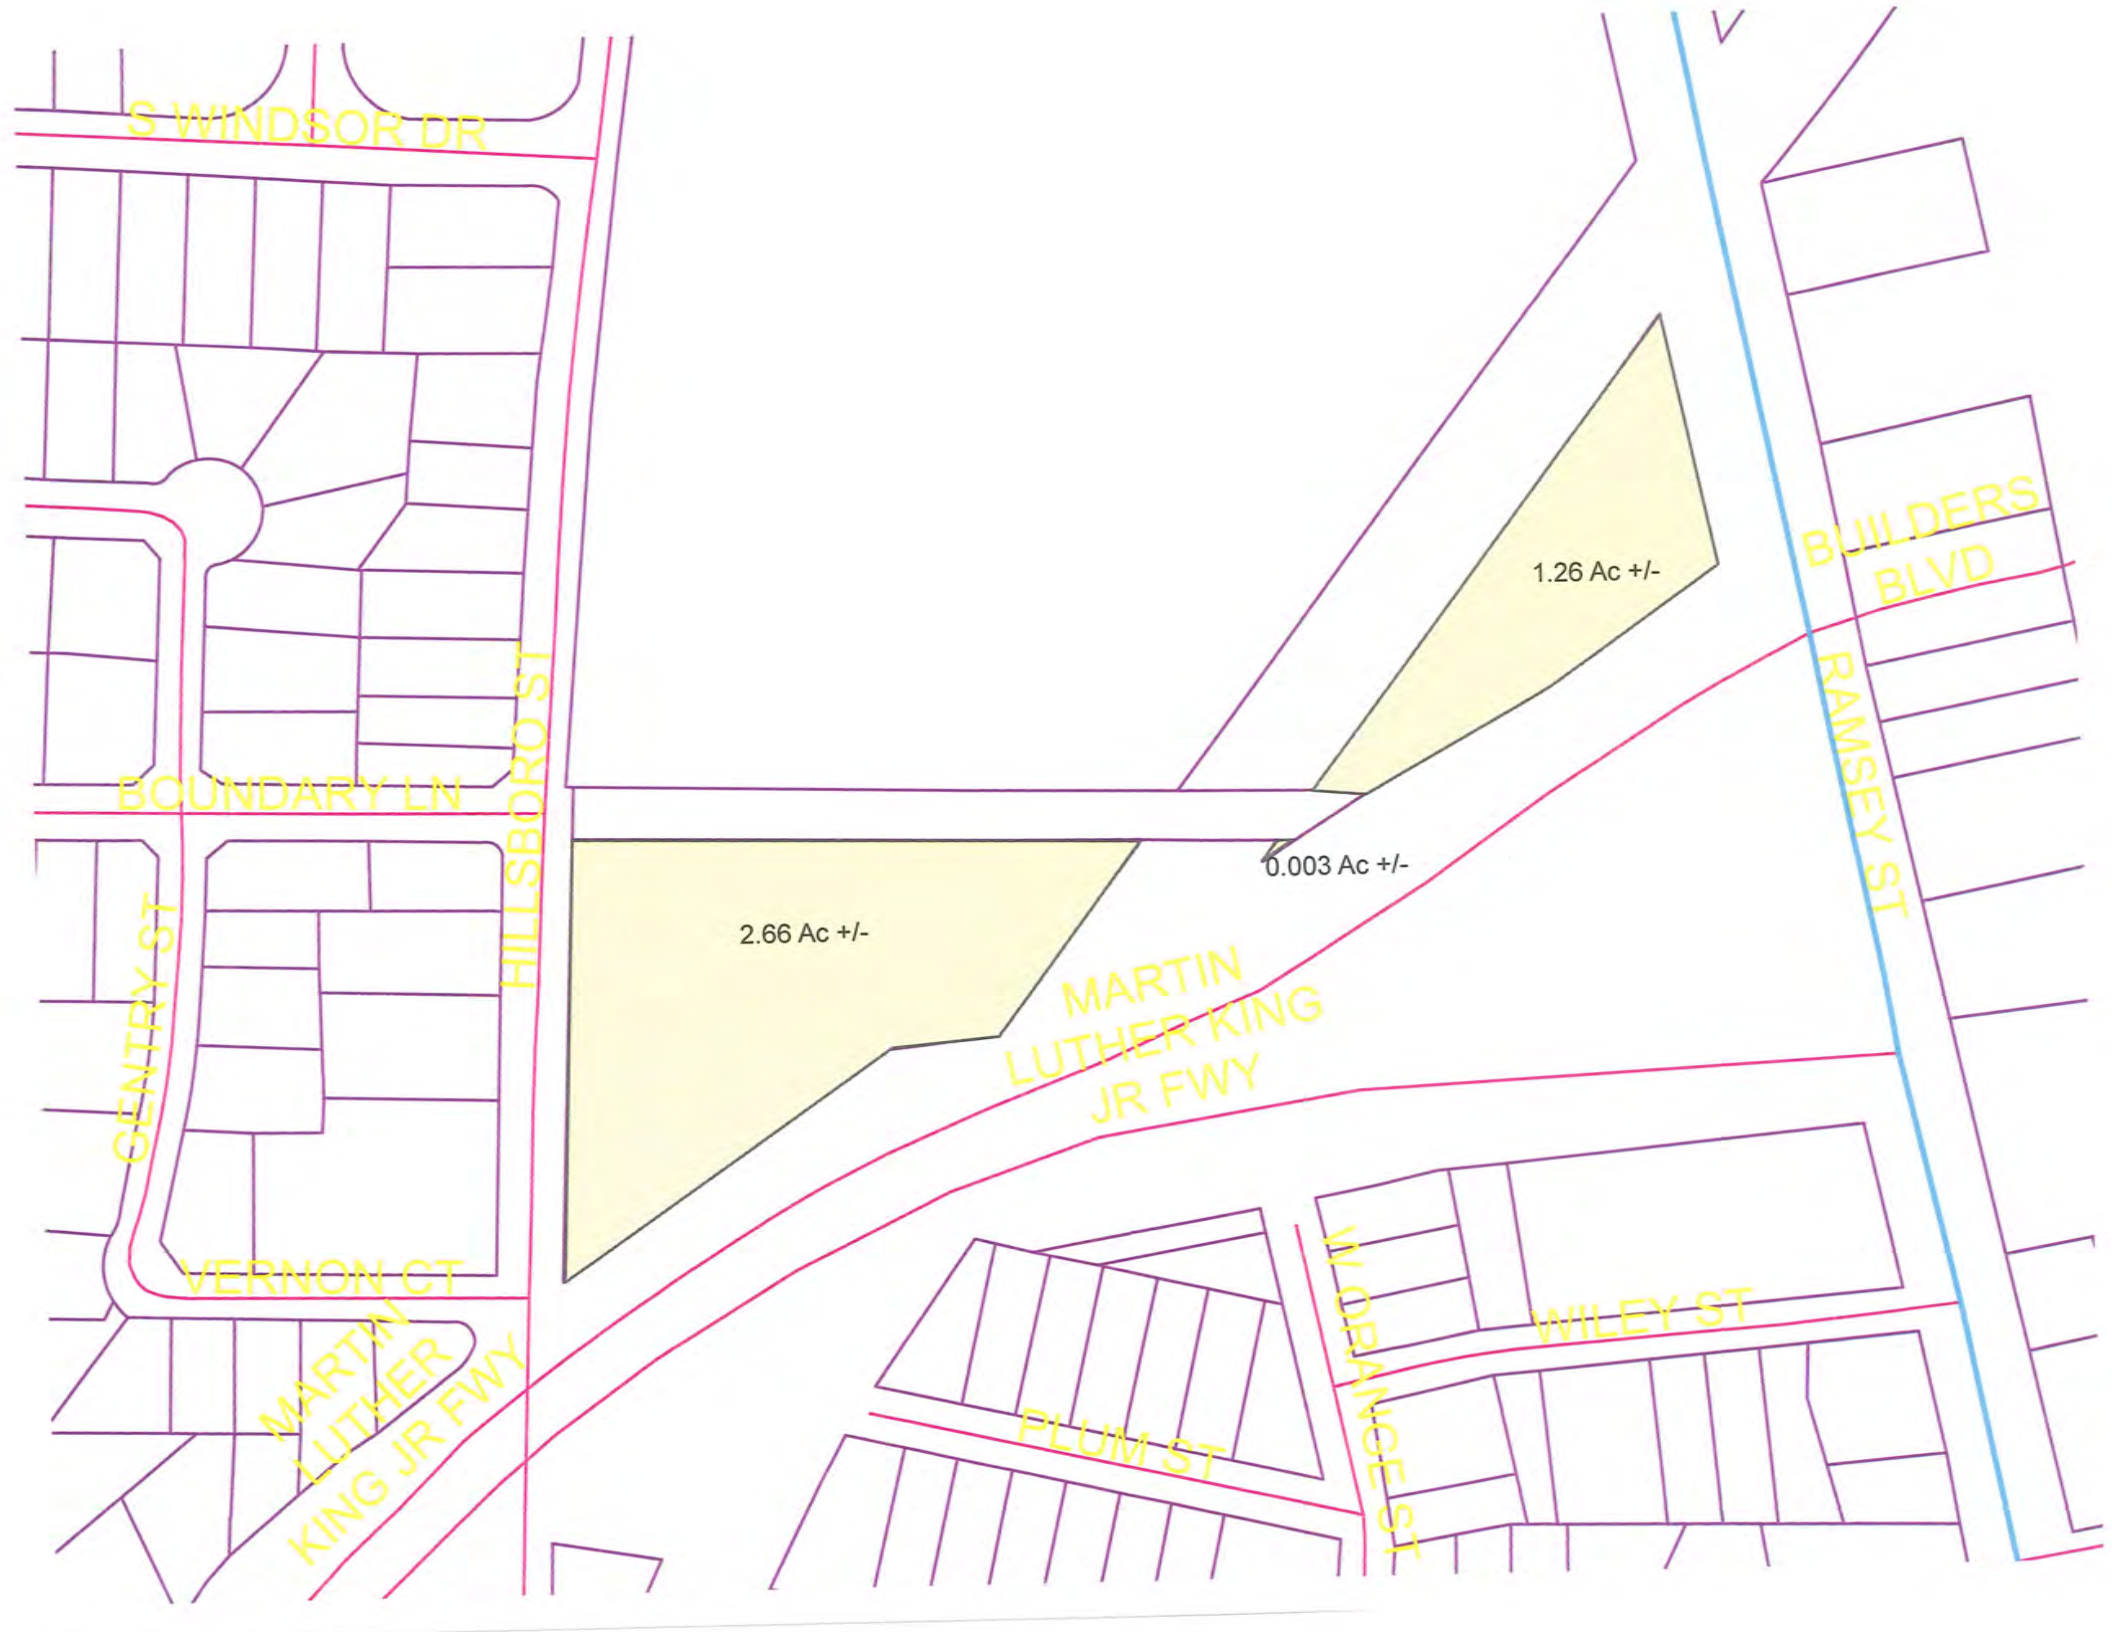 S WINDSOR DR
BUILDERS
BLVD
1.26 Ac +/-
HILLSBORO ST
RAMSEY ST
BOUNDARY LN
0.003 Ac +/-
2.66 Ac +/-
GENTRY ST
MARTIN
LUTHER KING
JR FWY
VERNON CT
W ORANGE ST
WILEY ST
MARTIN
LUTHER
KING JR FWY
PLUM ST